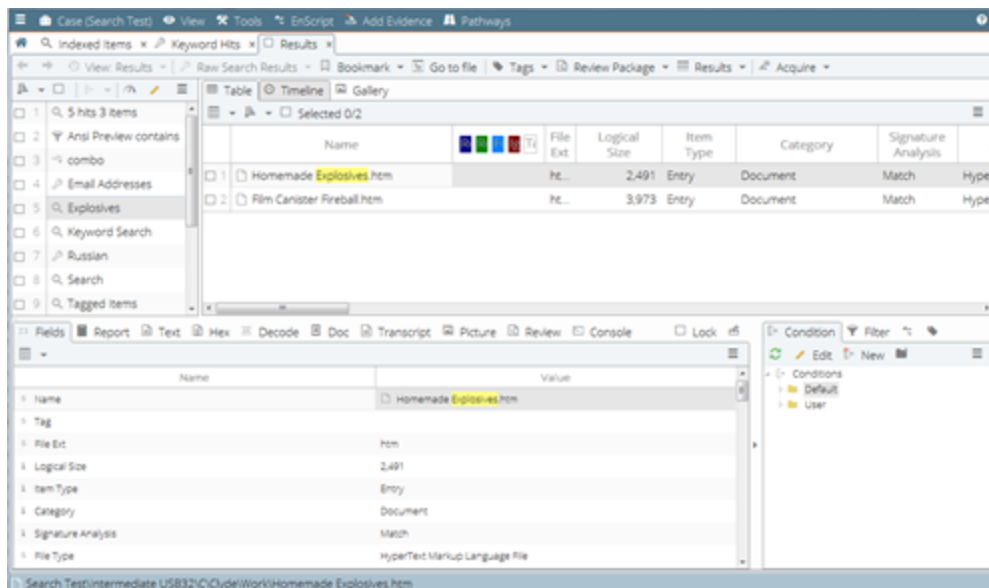 Case (Search Test) View Tools EnScript Add Evidence Pathways
Indexed Items x Keyword Hits x Results x
View: Results Raw Search Results Bookmark Go to file Tags Review Package Results Acquire
Table Timeline Gallery
Selected 0/2
1 5 hits 3 items
2 Ansi Preview contains
3 combo
4 Email Addresses
5 Explosives
6 Keyword Search
7 Russian
8 Search
9 Tagged Items
Name File Ext Logical Size Item Type Category Signature Analysis
1 Homemade Explosives.htm ht... 2,491 Entry Document Match Hype
2 Film Canister Fireball.htm ht... 3,973 Entry Document Match Hype
Fields Report Text Hex Decode Doc Transcript Picture Review Console Lock
Name Value
Name Homemade Explosives.htm
Tag
File Ext htm
Logical Size 2,491
Item Type Entry
Category Document
Signature Analysis Match
File Type HyperText Markup Language File
Condition Filter
Edit New
Conditions
Default
User
Search Test\Intermediate USB32\C\Clyde\Work\Homemade Explosives.htm